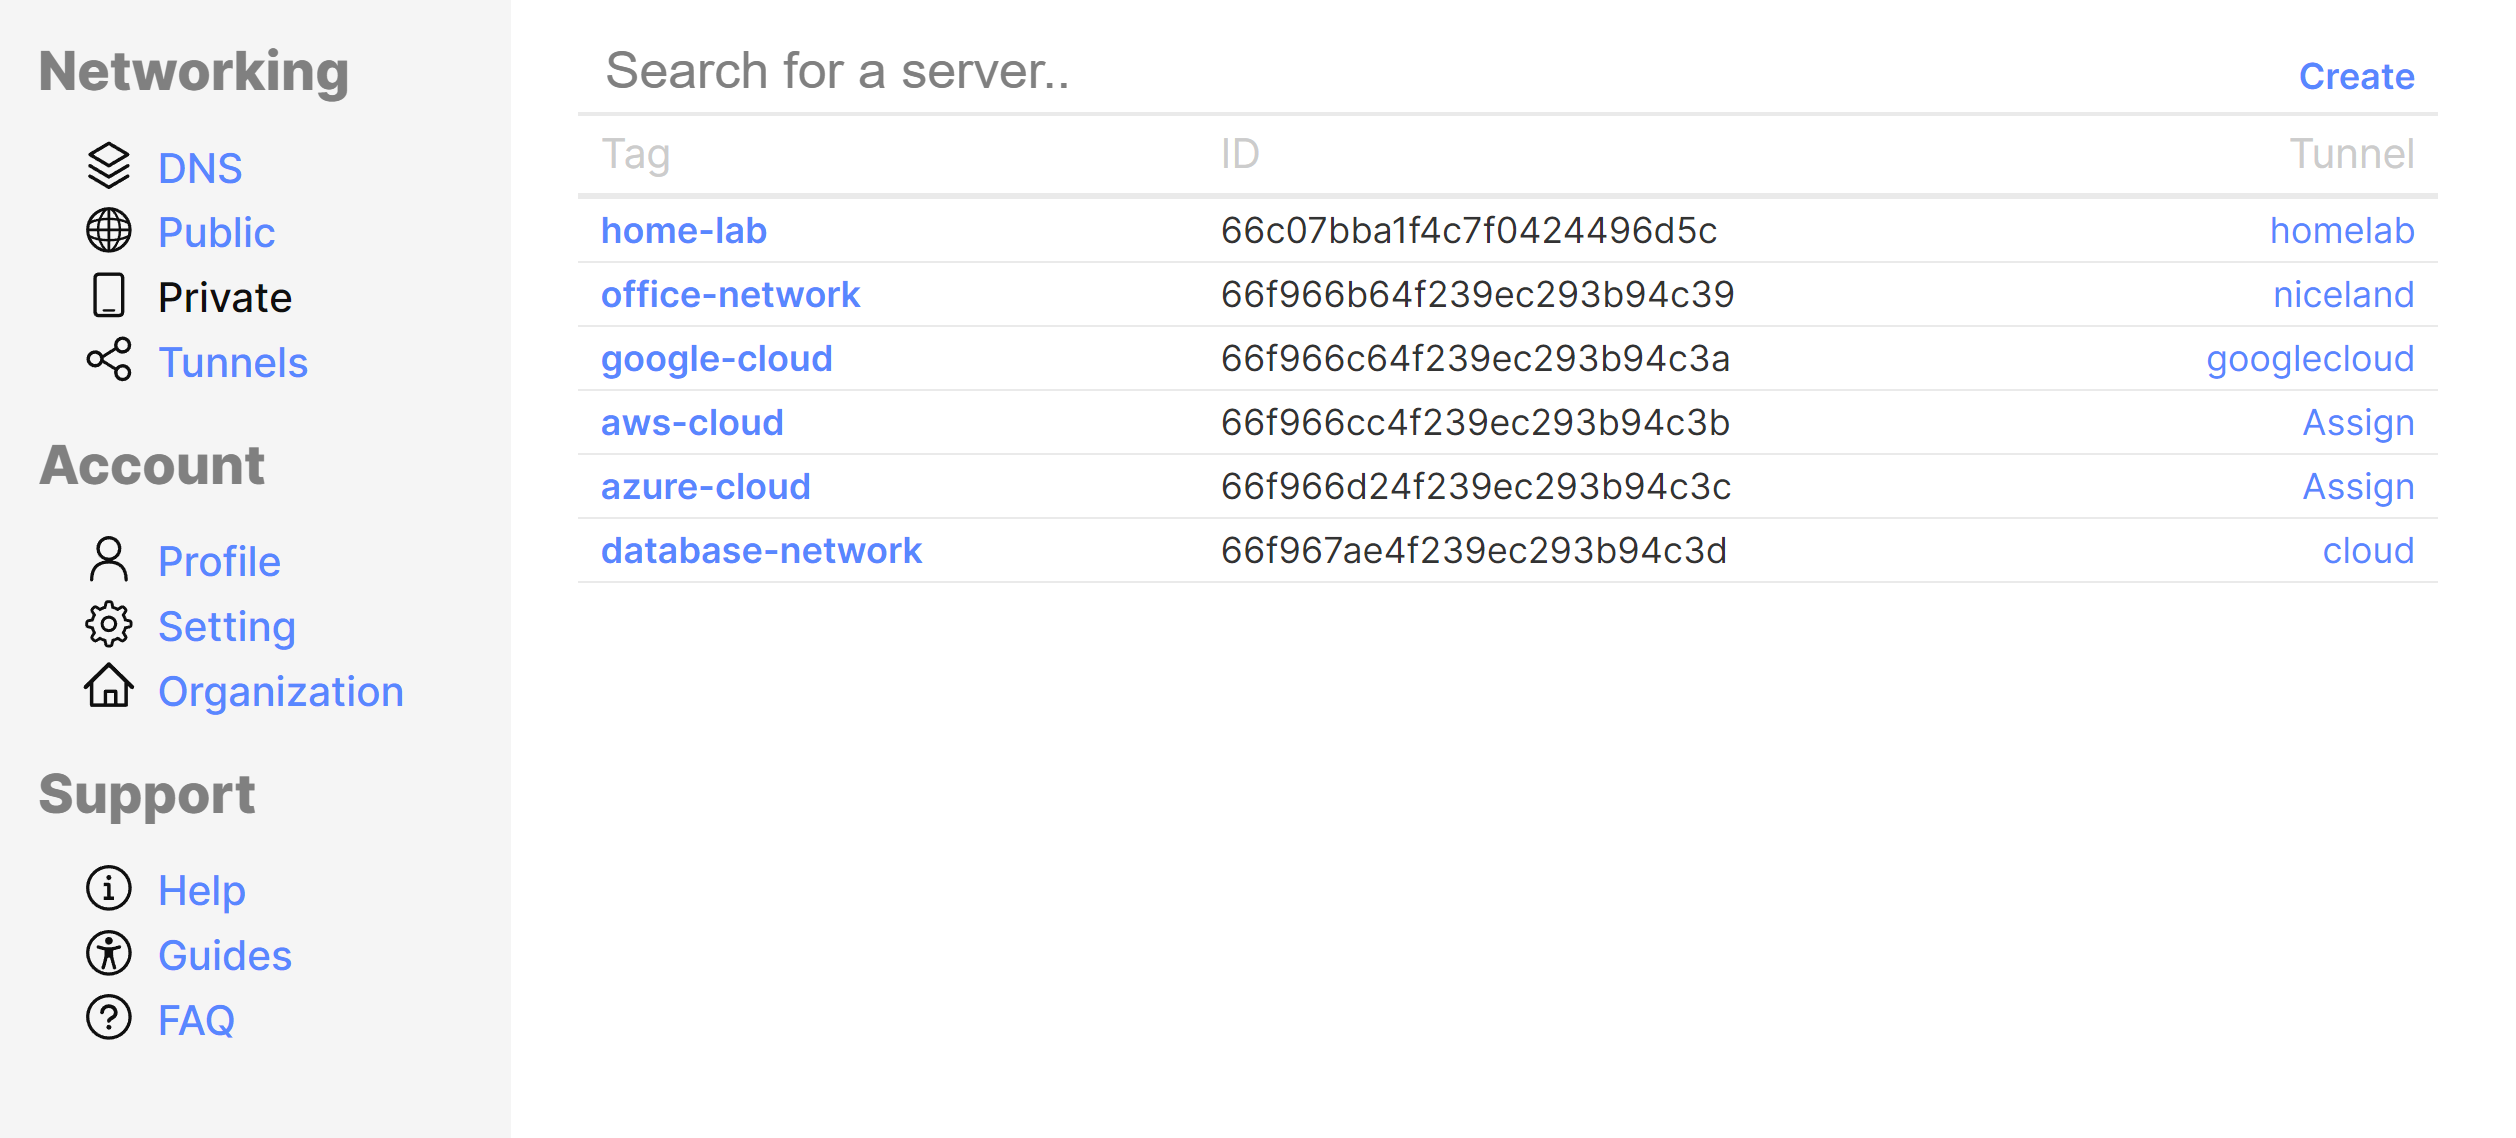 Networking
DNS
Public
Private
Tunnels
Account
Profile
Setting
Organization
Support
Help
Guides
FAQ
Search for a server..
Create
Tag ID Tunnel
home-lab 66c07bba1f4c7f0424496d5c homelab
office-network 66f966b64f239ec293b94c39 niceland
google-cloud 66f966c64f239ec293b94c3a googlecloud
aws-cloud 66f966cc4f239ec293b94c3b Assign
azure-cloud 66f966d24f239ec293b94c3c Assign
database-network 66f967ae4f239ec293b94c3d cloud